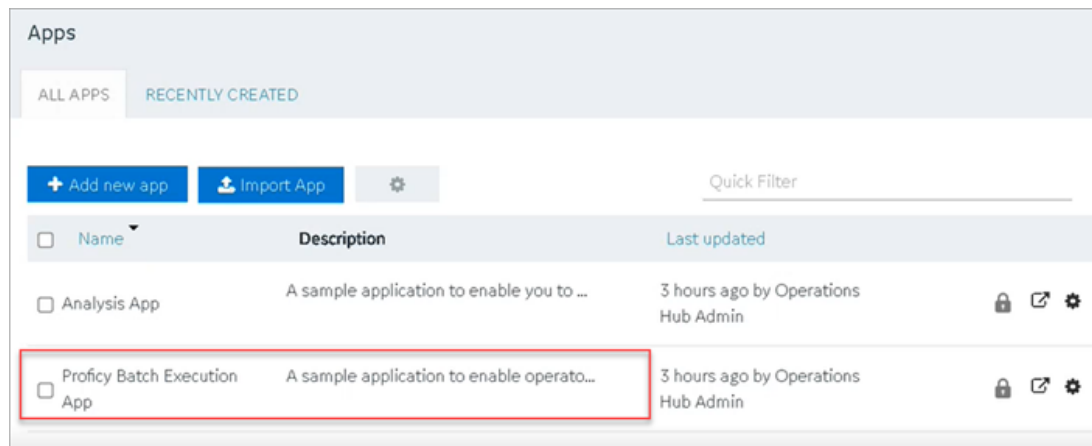 Apps
ALL APPS RECENTLY CREATED
Add new app Import App Quick Filter
Name Description Last updated
Analysis App A sample application to enable you to ... 3 hours ago by Operations
Hub Admin
Proficy Batch Execution A sample application to enable operato... 3 hours ago by Operations
App Hub Admin